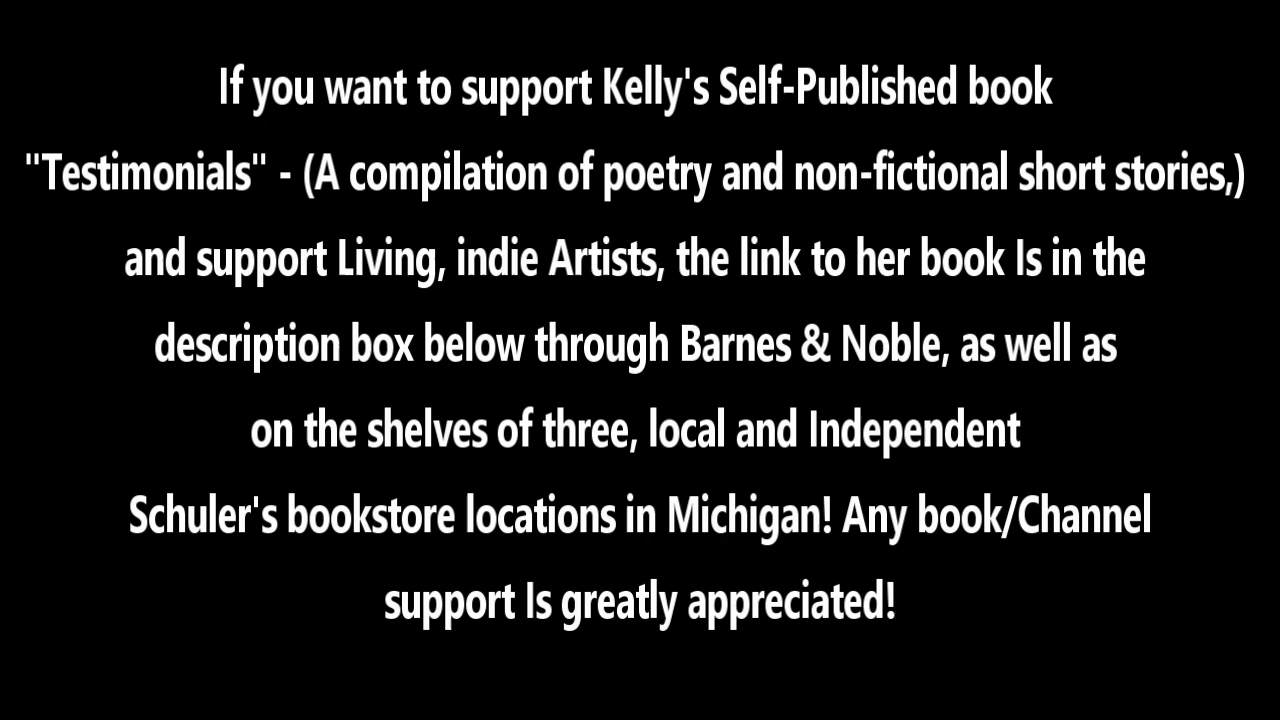 If you want to support Kelly's Self-Published book
"Testimonials" - (A compilation of poetry and non-fictional short stories,)
and support Living, indie Artists, the link to her book Is in the
description box below through Barnes & Noble, as well as
on the shelves of three, local and Independent
Schuler's bookstore locations in Michigan! Any book/Channel
support Is greatly appreciated!